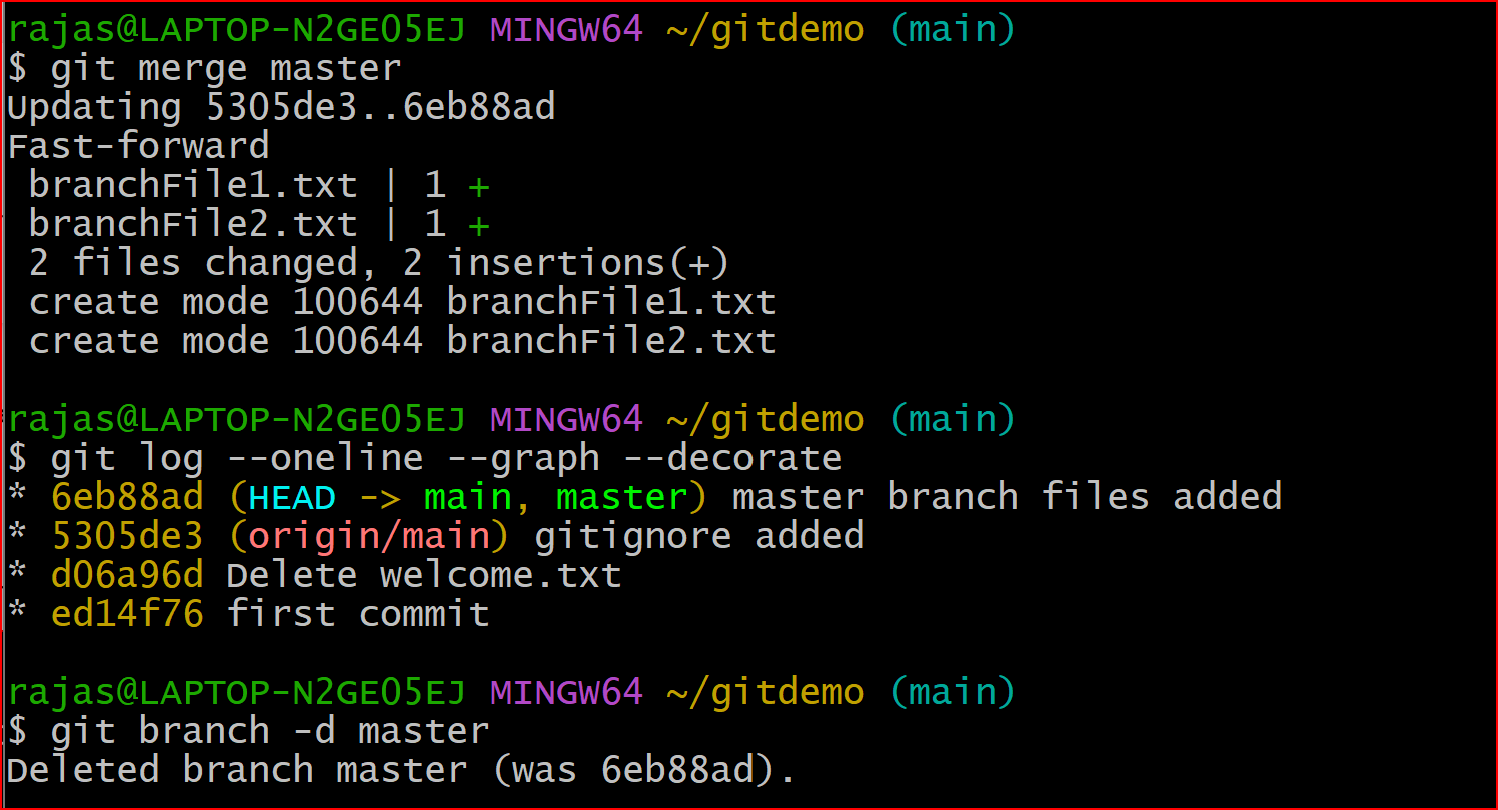 rajas@LAPTOP-N2GEO5EJ MINGW64 ~/gitdemo (main)
$ git merge master
Updating 5305de3..6eb88ad
Fast-forward
 branchFile1.txt | 1 +
 branchFile2.txt | 1 +
 2 files changed, 2 insertions(+)
 create mode 100644 branchFile1.txt
 create mode 100644 branchFile2.txt

rajas@LAPTOP-N2GEO5EJ MINGW64 ~/gitdemo (main)
$ git log --oneline --graph --decorate
* 6eb88ad (HEAD -> main, master) master branch files added
* 5305de3 (origin/main) gitignore added
* d06a96d Delete welcome.txt
* ed14f76 first commit

rajas@LAPTOP-N2GEO5EJ MINGW64 ~/gitdemo (main)
$ git branch -d master
Deleted branch master (was 6eb88ad).